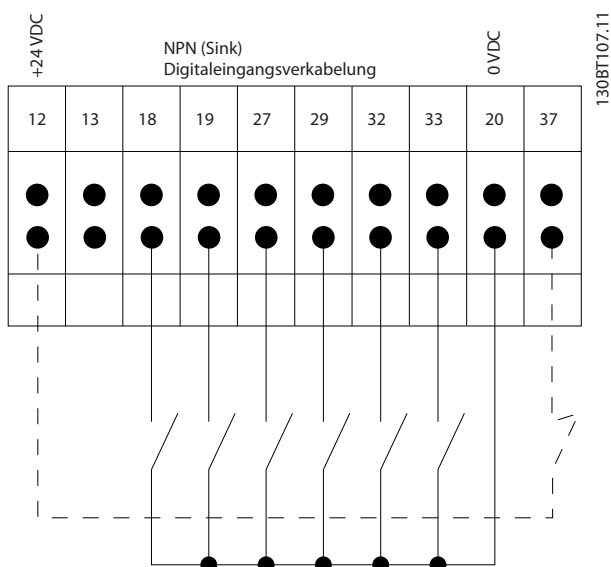 +24 VDC
NPN (Sink)
Digitaleingangsverkabelung
0 VDC
130BT107.11
12 13 18 19 27 29 32 33 20 37